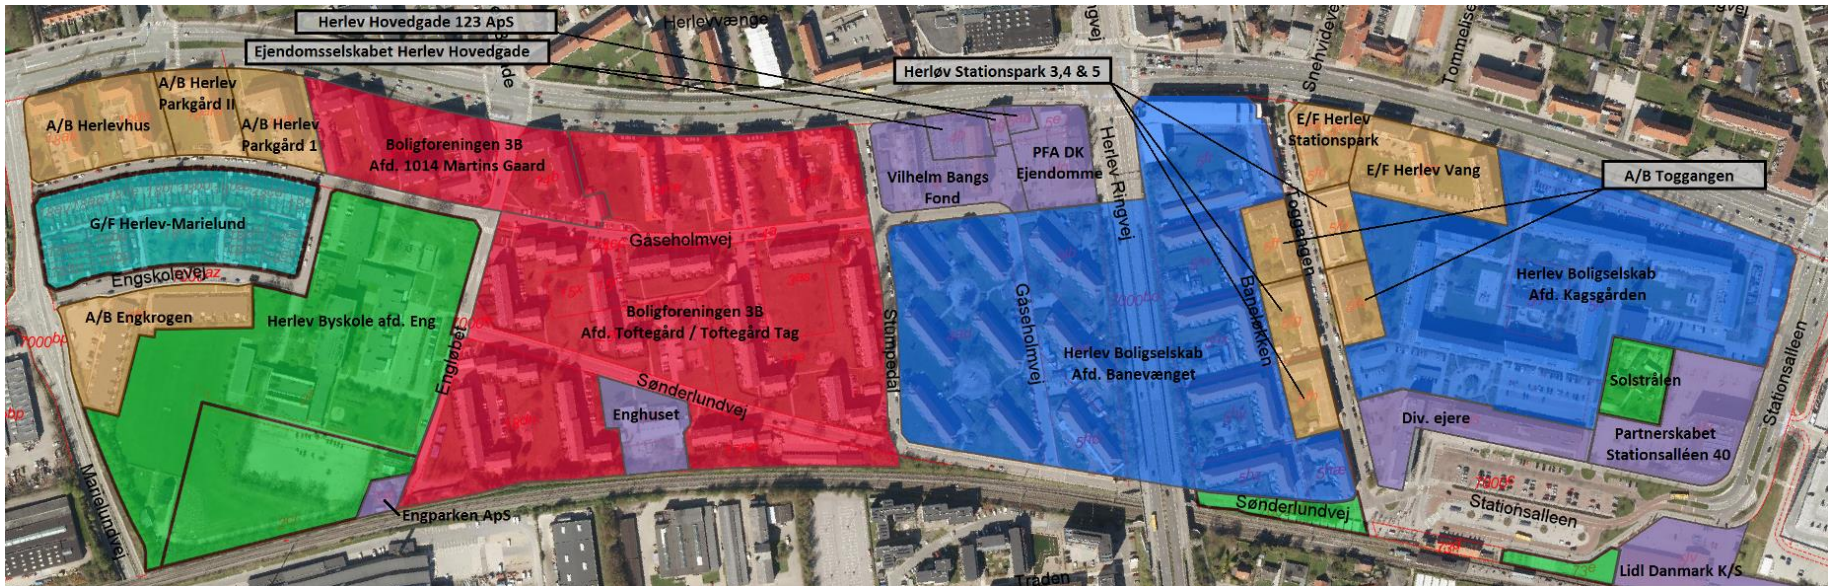 Herlevvænge
Herlev Hovedgade 123 ApS
Ejendomsselskabet Herlev Hovedgade
Herløv Stationspark 3,4 & 5
Snehvidevej
A/B Herlev
Parkgård II
A/B Herlevhus
A/B Herlev
Parkgård 1
Boligforeningen 3B
Afd. 1014 Martins Gaard
Vilhelm Bangs
Fond
PFA DK
Ejendomme
Herlev Ringvej
E/F Herlev
Stationspark
E/F Herlev Vang
A/B Toggangen
Toggangen
G/F Herlev-Marielund
Gåseholmvej
Engskolevej
A/B Engkrogen
Herlev Byskole afd. Eng
Engløbet
Boligforeningen 3B
Afd. Toftegård / Toftegård Tag
Stumpedal
Gåseholmvej
Herlev Boligselskab
Afd. Banevænget
Baneløkken
Herlev Boligselskab
Afd. Kagsgården
7000bp
Sønderlundvej
Enghuset
Solstrålen
Stationsalleen
Div. ejere
Partnerskabet
Stationsalléen 40
Marielundvej
Engparken ApS
Sønderlundvej
Stationsalleen
Lidl Danmark K/S
Traden